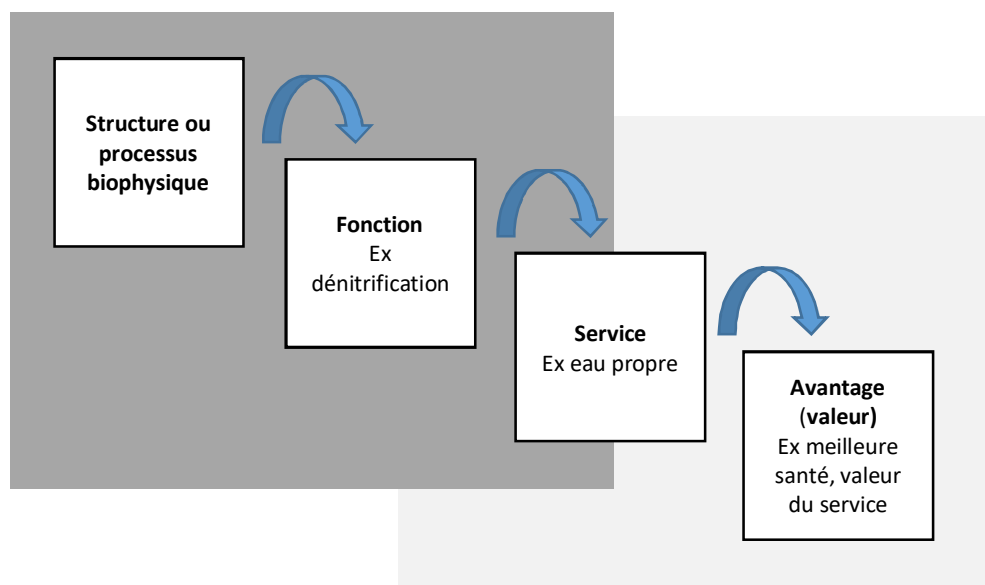 Structure ou
processus
biophysique
Fonction
Ex
dénitrification
Service
Ex eau propre
Avantage
(valeur)
Ex meilleure
santé, valeur
du service